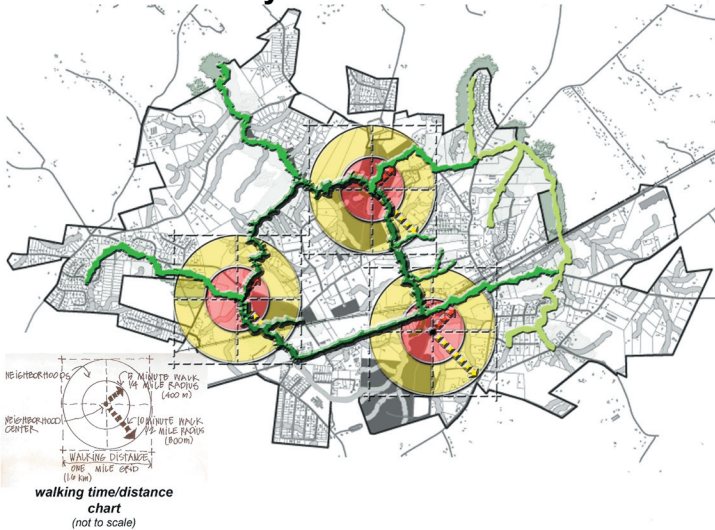 NEIGHBORHOODS
5 MINUTE WALK
1/4 MILE RADIUS
(400 m)
NEIGHBORHOOD
CENTER
10 MINUTE WALK
1/2 MILE RADIUS
(800m)
WALKING DISTANCE
ONE MILE GRID
(1.6 KM)
walking time/distance
chart
(not to scale)